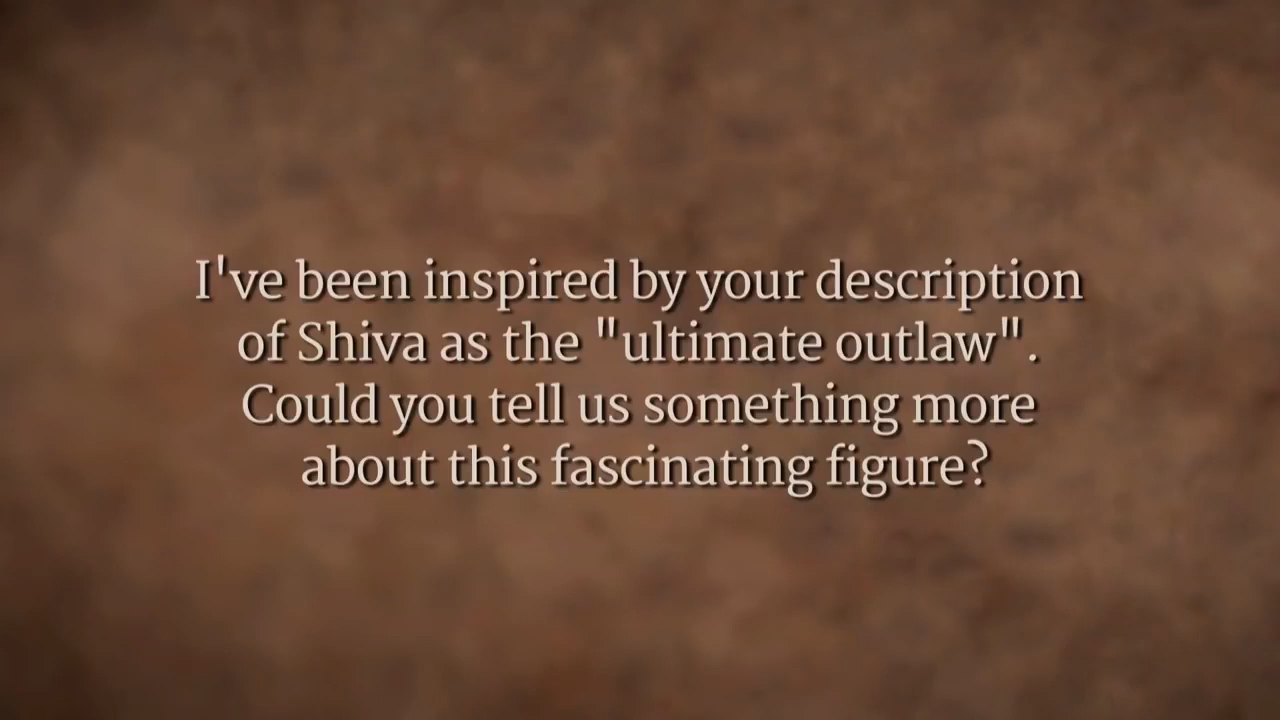 I've been inspired by your description
of Shiva as the "ultimate outlaw".
Could you tell us something more
about this fascinating figure?